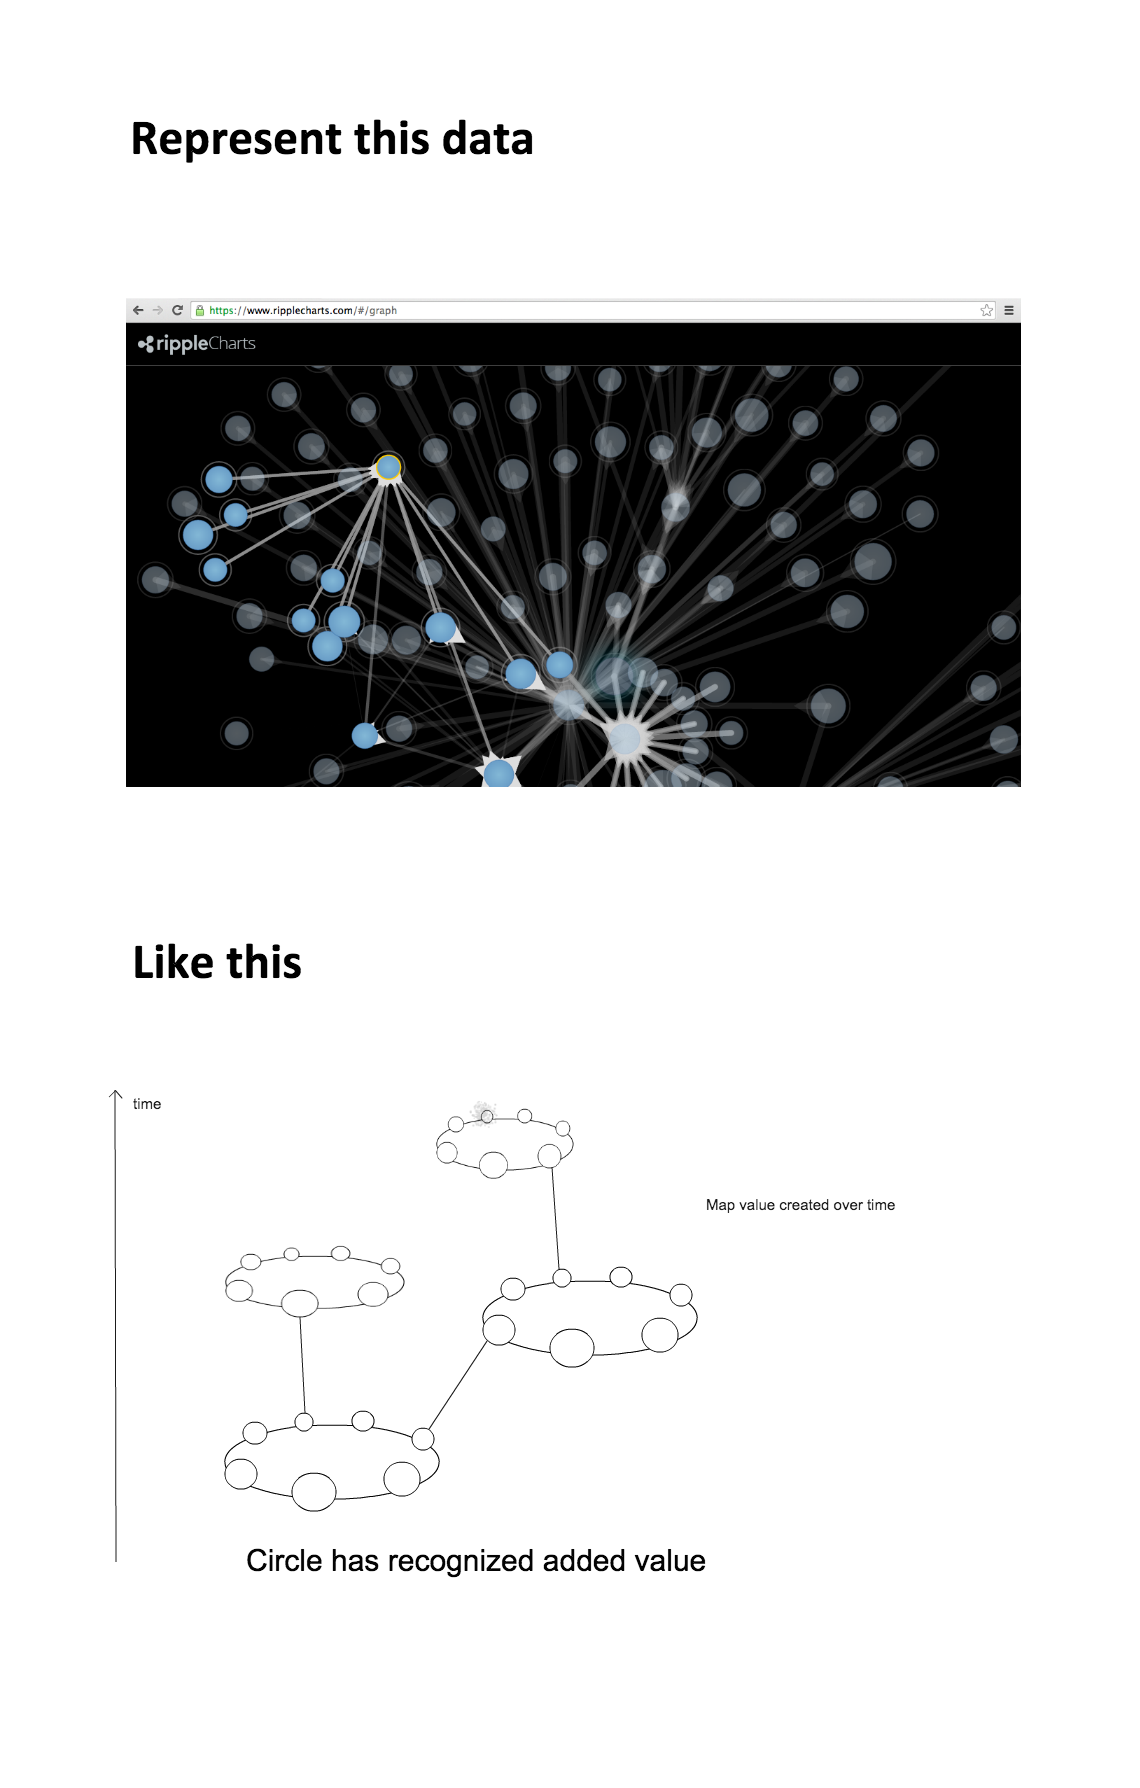 Represent this data
https://www.ripplecharts.com/#/graph
rippleCharts
Like this
time
Map value created over time
Circle has recognized added value